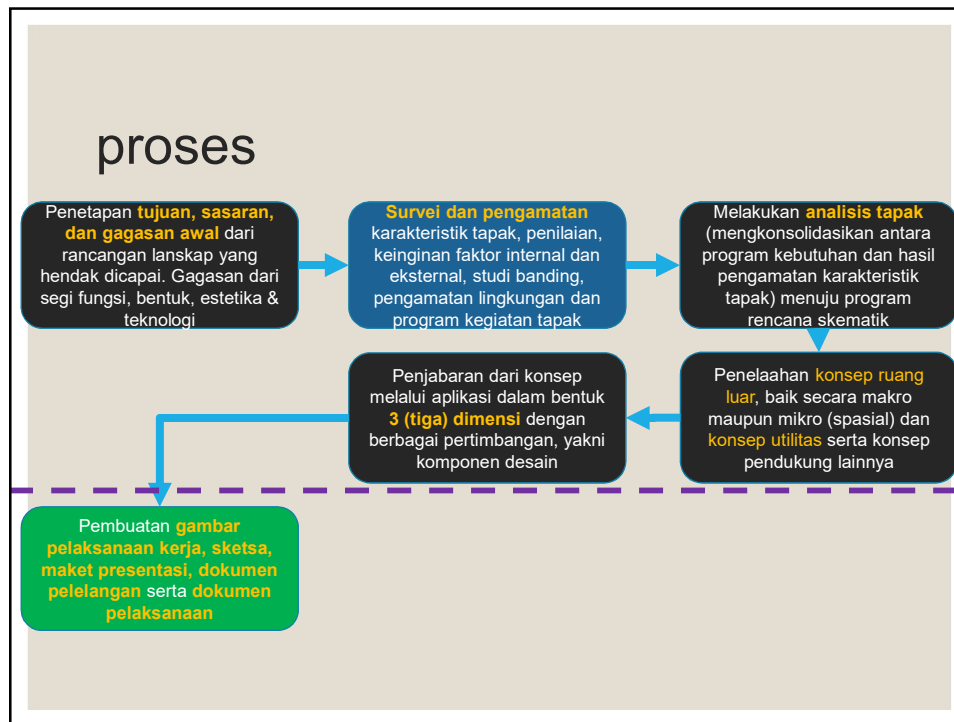 proses
Penetapan tujuan, sasaran,
dan gagasan awal dari
rancangan lanskap yang
hendak dicapai. Gagasan dari
segi fungsi, bentuk, estetika &
teknologi
Survei dan pengamatan
karakteristik tapak, penilaian,
keinginan faktor internal dan
eksternal, studi banding,
pengamatan lingkungan dan
program kegiatan tapak
Melakukan analisis tapak
(mengkonsolidasikan antara
program kebutuhan dan hasil
pengamatan karakteristik
tapak) menuju program
rencana skematik
Penelaahan konsep ruang
luar, baik secara makro
maupun mikro (spasial) dan
konsep utilitas serta konsep
pendukung lainnya
Penjabaran dari konsep
melalui aplikasi dalam bentuk
3 (tiga) dimensi dengan
berbagai pertimbangan, yakni
komponen desain
Pembuatan gambar
pelaksanaan kerja, sketsa,
maket presentasi, dokumen
pelelangan serta dokumen
pelaksanaan